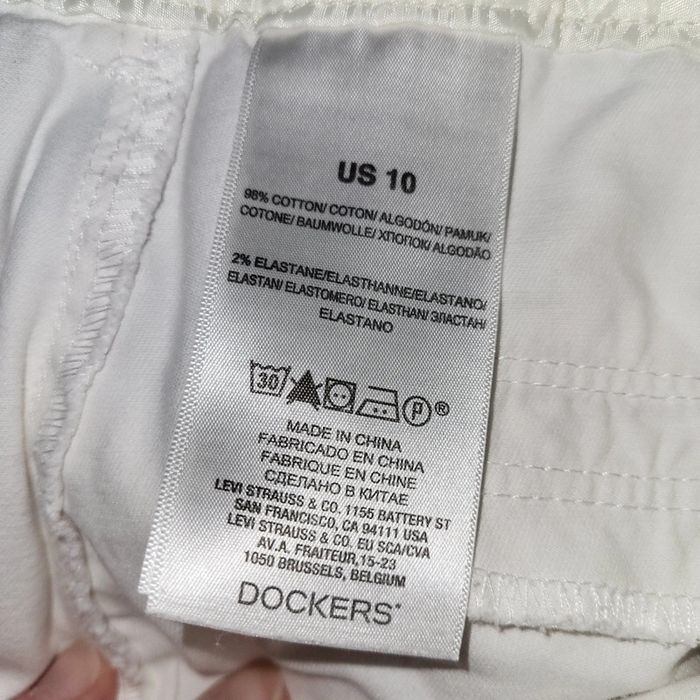 US 10
98% COTTON/ COTON/ ALGODÓN/ PAMUK/
COTONE/ BAUMWOLLE/ ХЛОПОК/ ALGODÃO
2% ELASTANE/ELASTHANNE/ELASTANO/
ELASTAN/ ELASTOMERO/ ELASTHAN/ ЭЛАСТАН/
ELASTANO
30 P ®
MADE IN CHINA
FABRICADO EN CHINA
FABRIQUE EN CHINE
СДЕЛАНО В КИТАЕ
LEVI STRAUSS & CO. 1155 BATTERY ST
SAN FRANCISCO, CA 94111 USA
LEVI STRAUSS & CO. EU SCA/CVA
AV.A. FRAITEUR,15-23
1050 BRUSSELS, BELGIUM
DOCKERS®